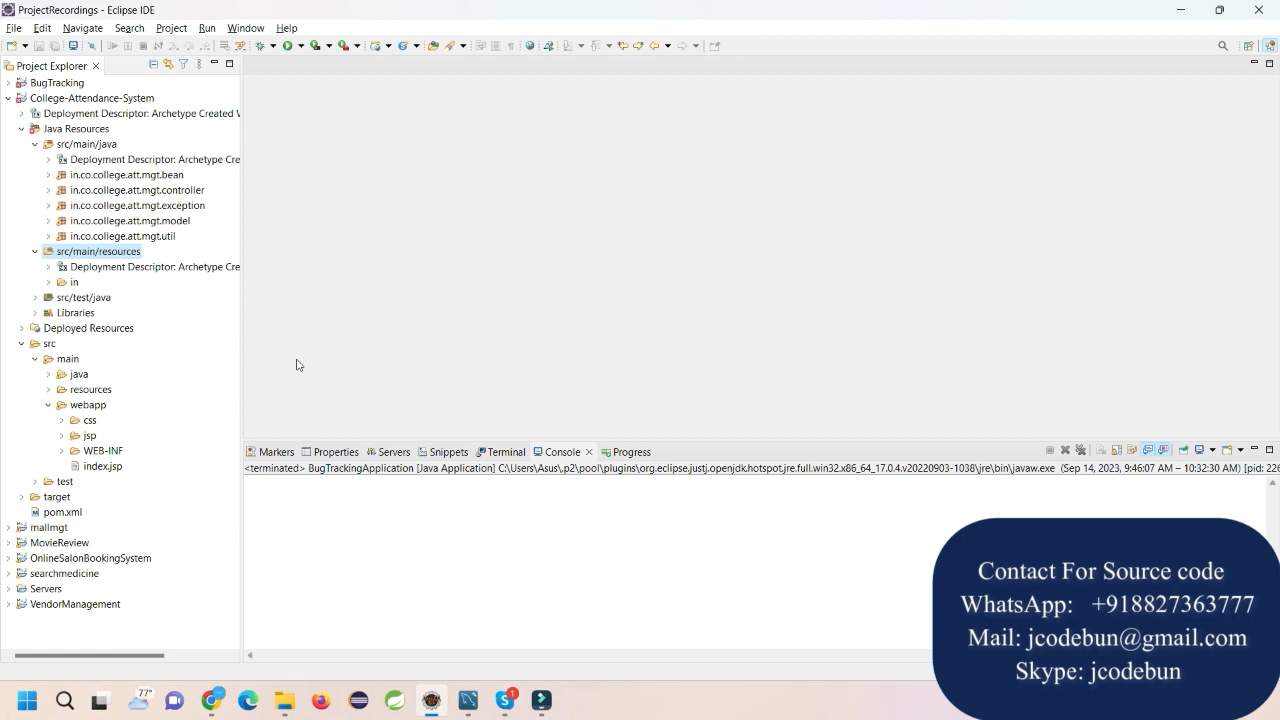 ProjectRecordings - Eclipse IDE
File Edit Navigate Search Project Run Window Help
Project Explorer
BugTracking
College-Attendance-System
Deployment Descriptor: Archetype Created W
Java Resources
src/main/java
Deployment Descriptor: Archetype Cre
in.co.college.att.mgt.bean
in.co.college.att.mgt.controller
in.co.college.att.mgt.exception
in.co.college.att.mgt.model
in.co.college.att.mgt.util
src/main/resources
Deployment Descriptor: Archetype Cre
in
src/test/java
Libraries
Deployed Resources
src
main
java
resources
webapp
css
jsp
WEB-INF
index.jsp
test
target
pom.xml
mallmgt
MovieReview
OnlineSalonBookingSystem
searchmedicine
Servers
VendorManagement
Markers Properties Servers Snippets Terminal Console Progress
<terminated> BugTrackingApplication [Java Application] C:\Users\Asus\.p2\pool\plugins\org.eclipse.justj.openjdk.hotspot.jre.full.win32.x86_64_17.0.4.v20220903-1038\jre\bin\javaw.exe (Sep 14, 2023, 9:46:07 AM – 10:32:30 AM) [pid: 226
Contact For Source code
WhatsApp: +918827363777
Mail: jcodebun@gmail.com
Skype: jcodebun
77°
1